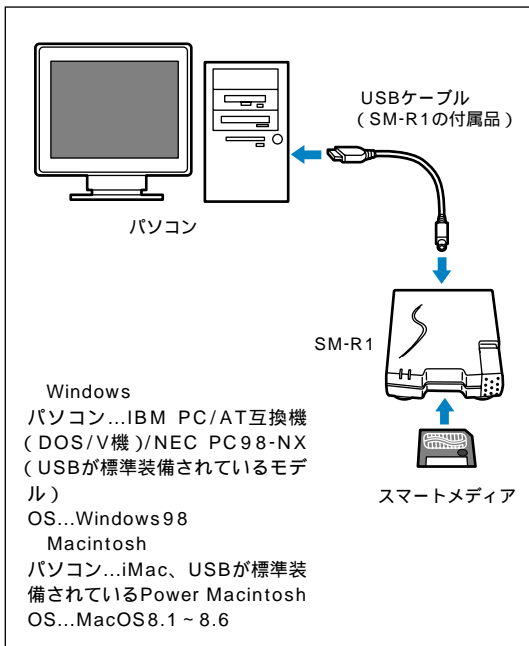 USBケーブル
（SM-R1の付属品）
パソコン
SM-R1
スマートメディア
Windows
パソコン...IBM PC/AT互換機
（DOS/V機）/NEC PC98-NX
（USBが標準装備されているモデ
ル）
OS...Windows98
Macintosh
パソコン...iMac、USBが標準装
備されているPower Macintosh
OS...MacOS8.1～8.6